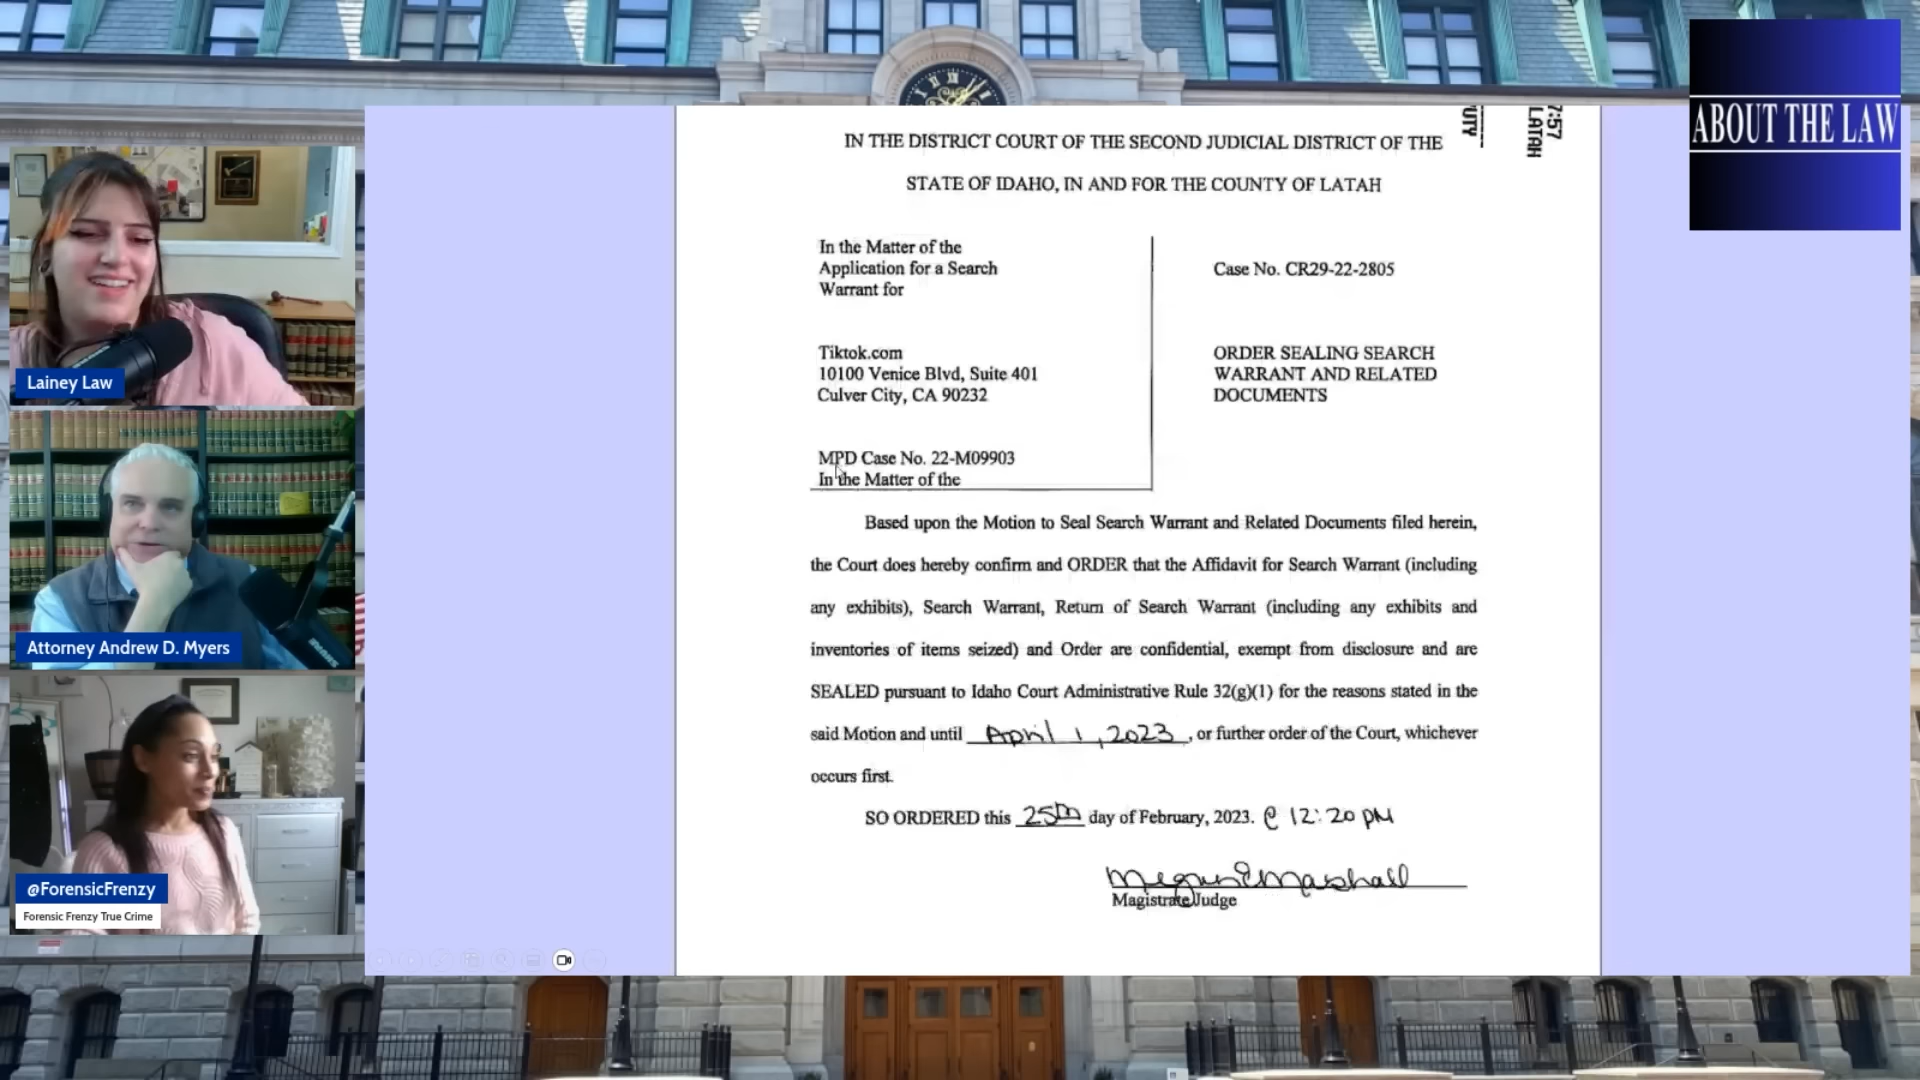 ABOUT THE LAW
7:57
LATAH
UTY
IN THE DISTRICT COURT OF THE SECOND JUDICIAL DISTRICT OF THE
STATE OF IDAHO, IN AND FOR THE COUNTY OF LATAH
In the Matter of the
Application for a Search
Warrant for
Case No. CR29-22-2805
Tiktok.com
10100 Venice Blvd, Suite 401
Culver City, CA 90232
ORDER SEALING SEARCH
WARRANT AND RELATED
DOCUMENTS
MPD Case No. 22-M09903
In the Matter of the
Based upon the Motion to Seal Search Warrant and Related Documents filed herein,
the Court does hereby confirm and ORDER that the Affidavit for Search Warrant (including
any exhibits), Search Warrant, Return of Search Warrant (including any exhibits and
inventories of items seized) and Order are confidential, exempt from disclosure and are
SEALED pursuant to Idaho Court Administrative Rule 32(g)(1) for the reasons stated in the
said Motion and until April 1, 2023, or further order of the Court, whichever
occurs first.
SO ORDERED this 25th day of February, 2023. @ 12:20 PM
Megan E Marshall
Magistrate Judge
Lainey Law
Attorney Andrew D. Myers
@ForensicFrenzy
Forensic Frenzy True Crime